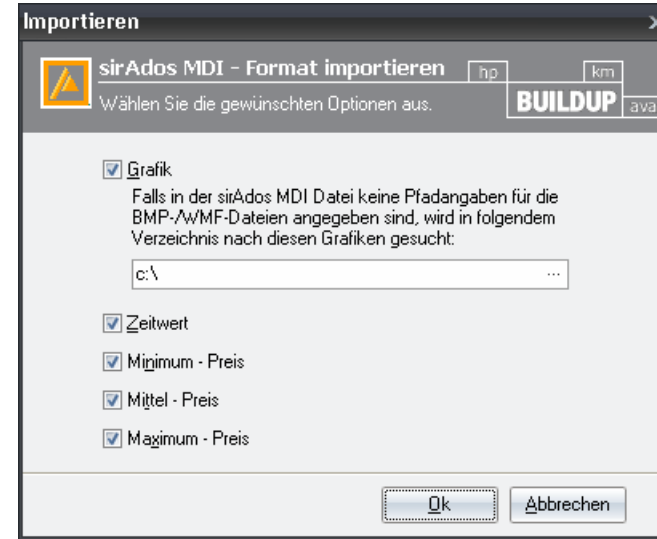 Importieren
sirAdos MDI - Format importieren
hp
km
Wählen Sie die gewünschten Optionen aus.
BUILDUP
ava
Grafik
Falls in der sirAdos MDI Datei keine Pfadangaben für die
BMP-/WMF-Dateien angegeben sind, wird in folgendem
Verzeichnis nach diesen Grafiken gesucht:
c:\
...
Zeitwert
Minimum - Preis
Mittel - Preis
Maximum - Preis
Ok
Abbrechen